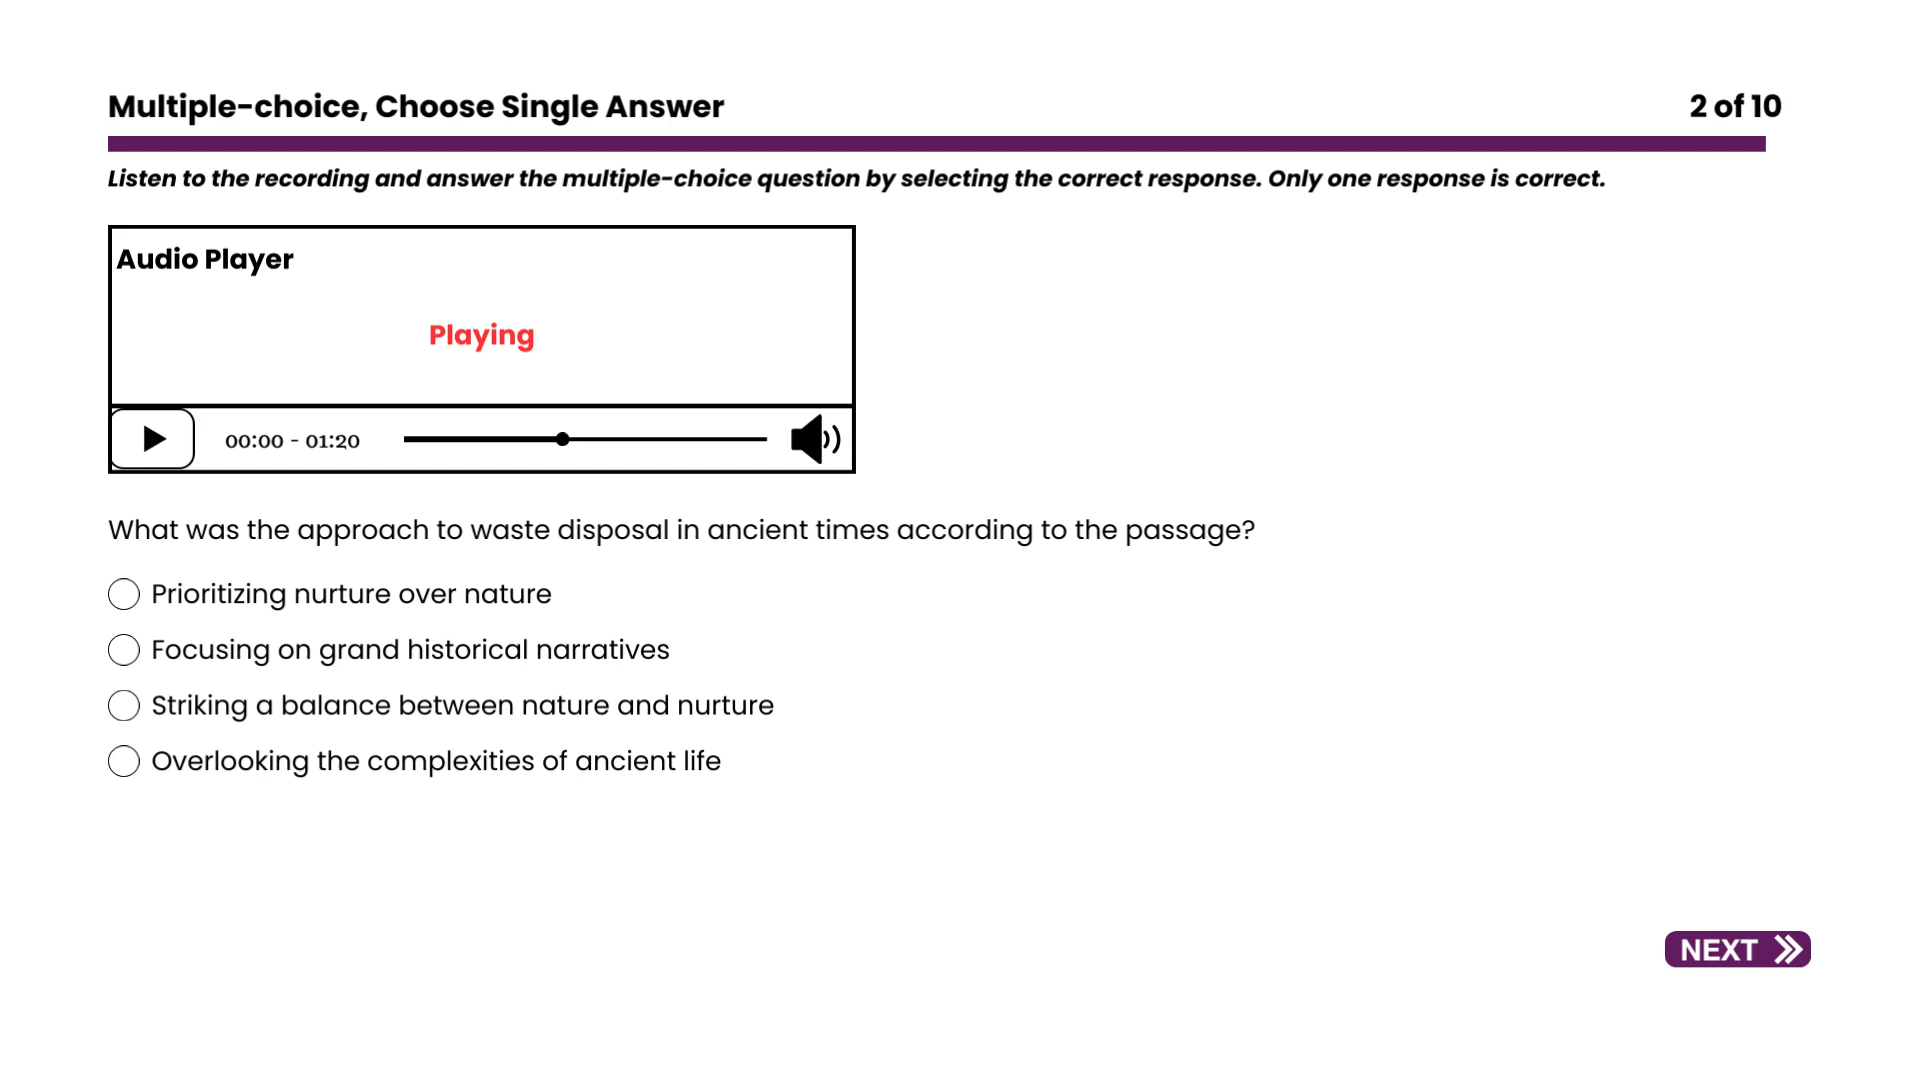 Multiple-choice, Choose Single Answer
2 of 10
Listen to the recording and answer the multiple-choice question by selecting the correct response. Only one response is correct.
Audio Player
Playing
00:00 - 01:20
What was the approach to waste disposal in ancient times according to the passage?
Prioritizing nurture over nature
Focusing on grand historical narratives
Striking a balance between nature and nurture
Overlooking the complexities of ancient life
NEXT